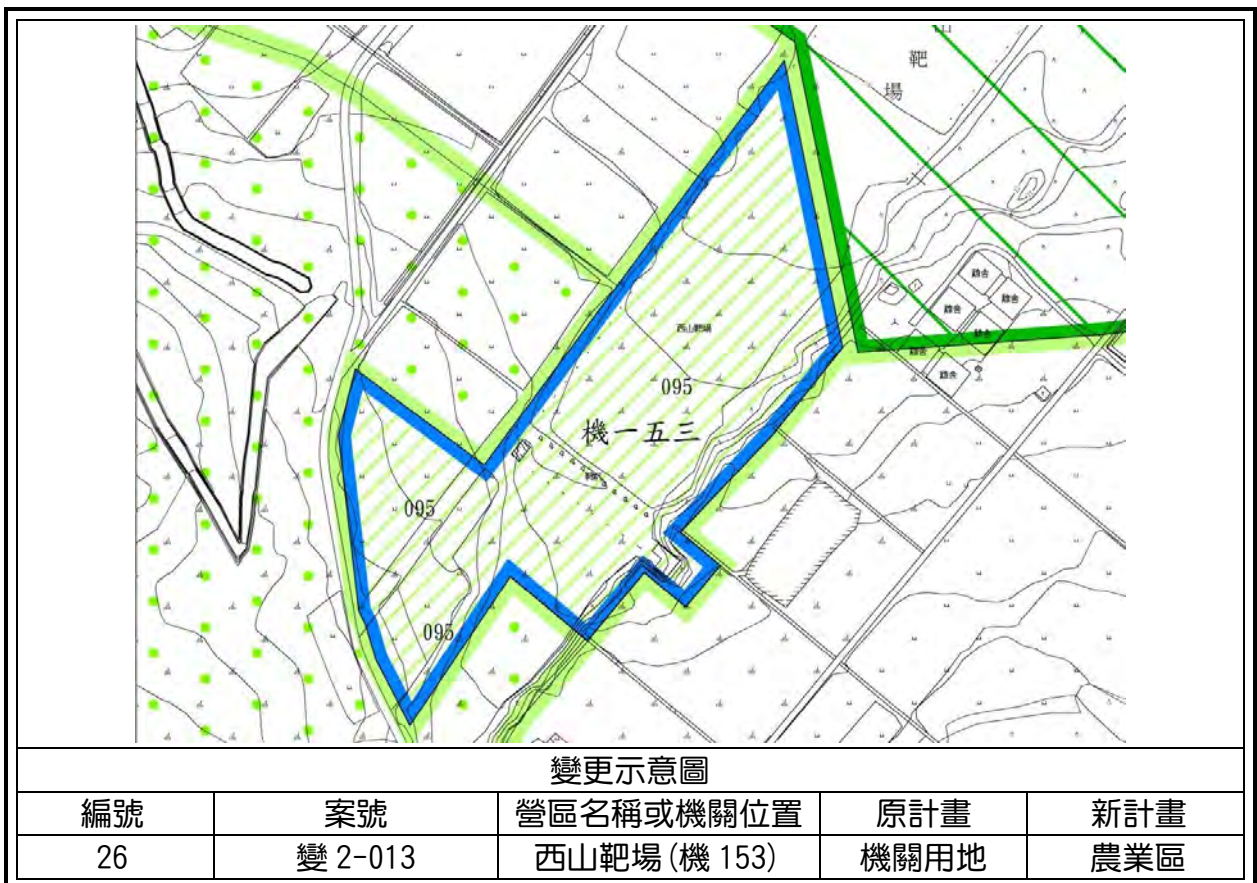 靶
場
雞舍
雞舍
雞舍
雞舍
雞舍
雞舍
西山靶場
095
機一五三
095
095
變更示意圖
編號 案號 營區名稱或機關位置 原計畫 新計畫
26 變 2-013 西山靶場(機 153) 機關用地 農業區